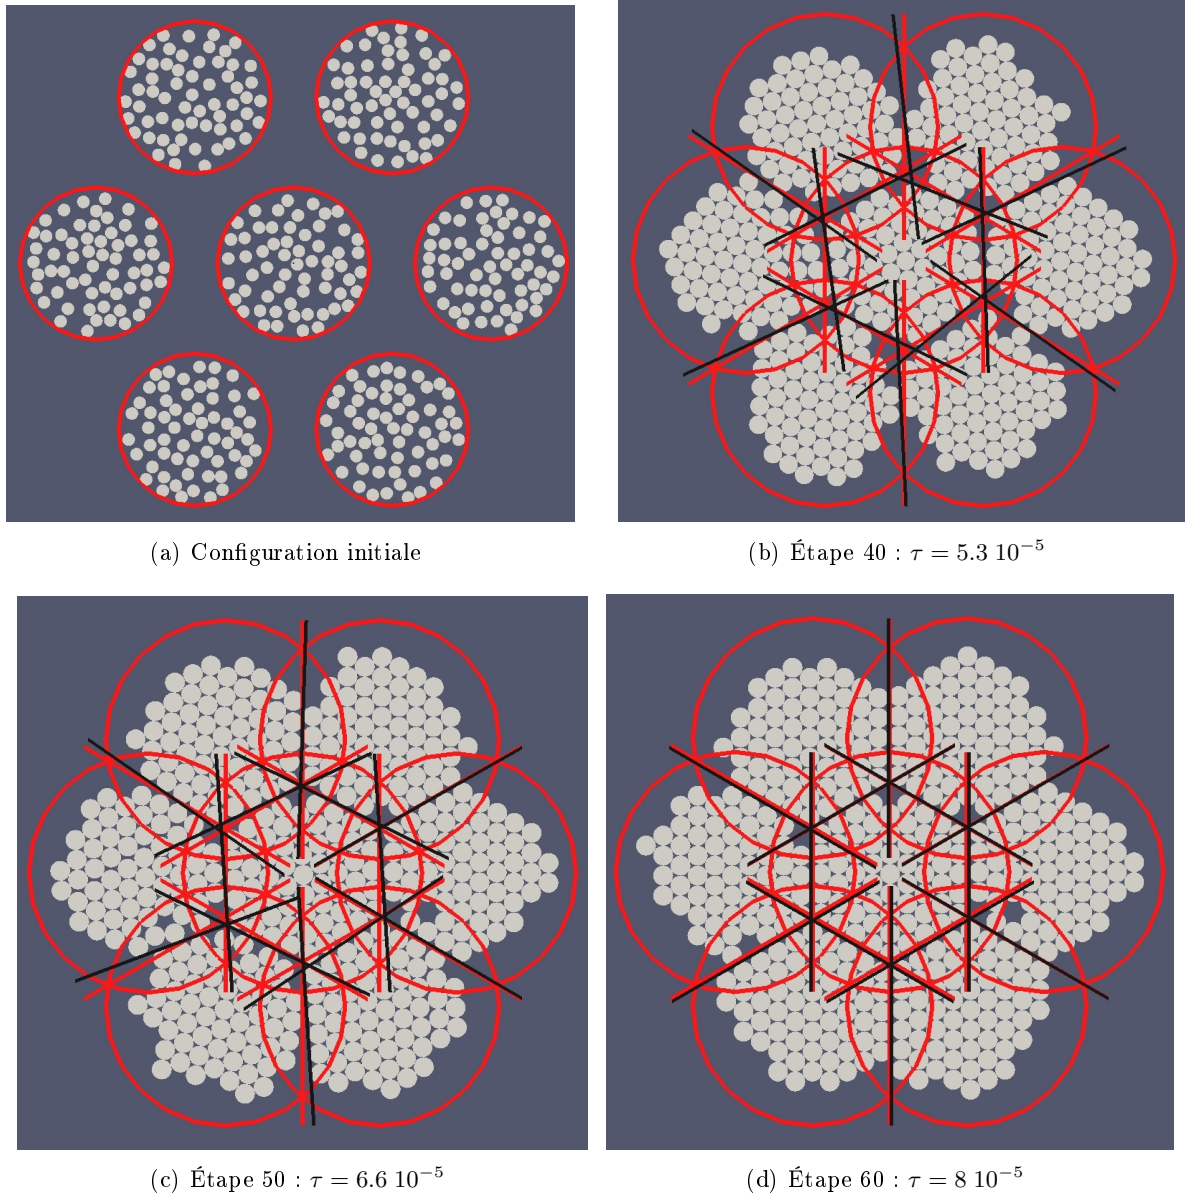 (a) Configuration initiale
(b) Étape 40 : τ = 5.3 10⁻⁵
(c) Étape 50 : τ = 6.6 10⁻⁵
(d) Étape 60 : τ = 8 10⁻⁵